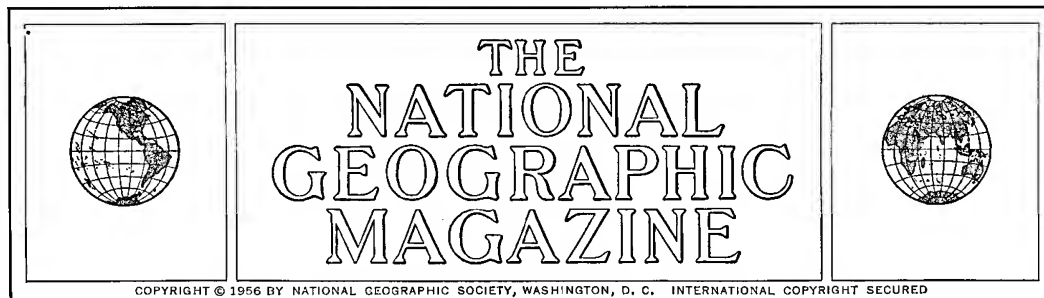 THE
NATIONAL
GEOGRAPHIC
MAGAZINE
COPYRIGHT © 1956 BY NATIONAL GEOGRAPHIC SOCIETY, WASHINGTON, D. C. INTERNATIONAL COPYRIGHT SECURED